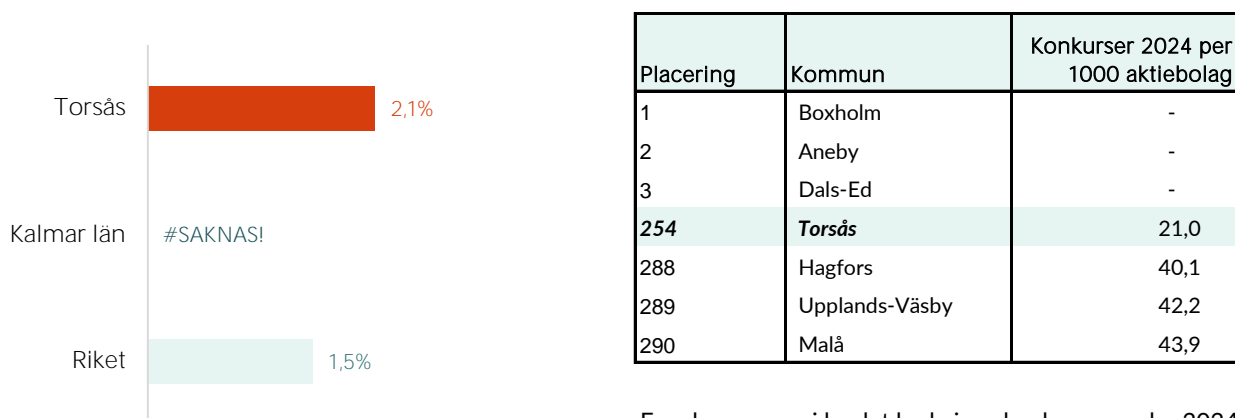 Torsås
2,1%
Kalmar län
#SAKNAS!
Riket
1,5%
Placering Kommun Konkurser 2024 per
1000 aktiebolag
1 Boxholm -
2 Aneby -
3 Dals-Ed -
254 Torsås 21,0
288 Hagfors 40,1
289 Upplands-Väsby 42,2
290 Malå 43,9